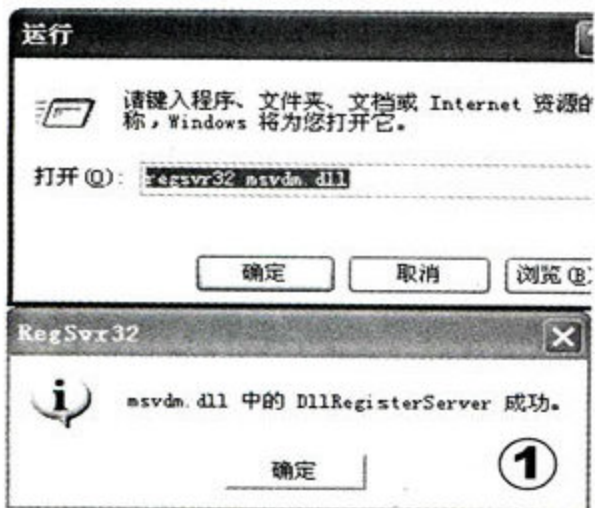 运行
请键入程序、文件夹、文档或 Internet 资源的
称，Windows 将为您打开它。
打开(O): regsvr32 msvdm.dll
确定 取消 浏览(B)
RegSvr32
msvdm.dll 中的 DllRegisterServer 成功。
确定
①